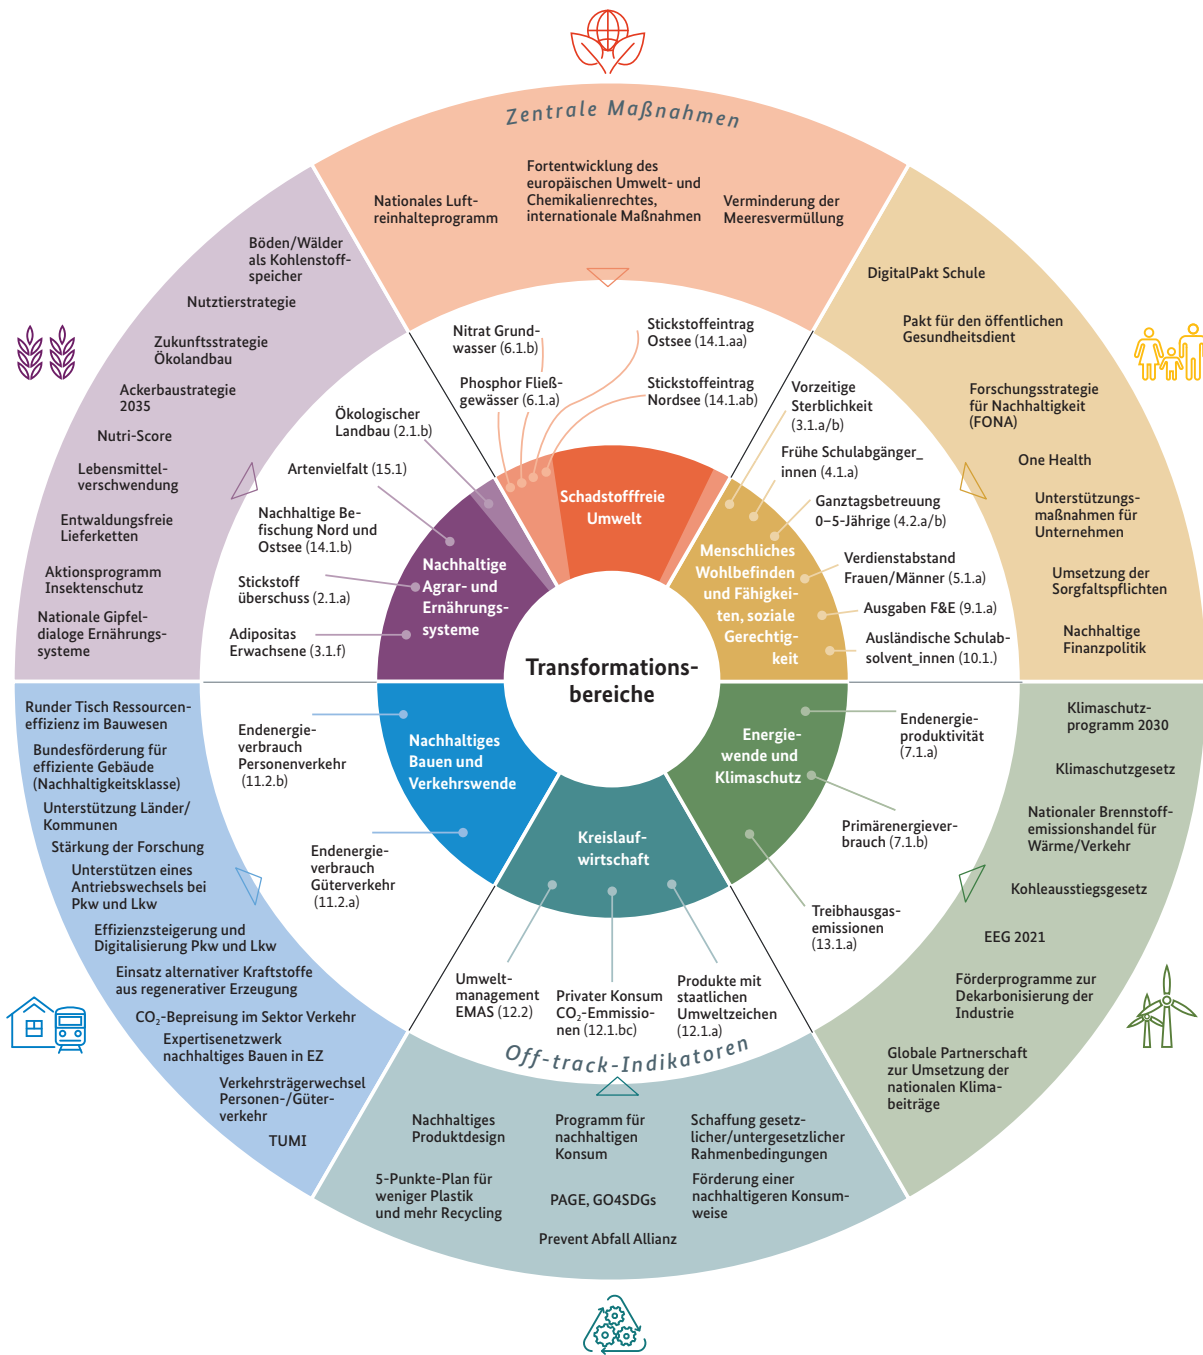 Zentrale Maßnahmen
Nationales Luft-
reinhalteprogramm
Fortentwicklung des
europäischen Umwelt- und
Chemikalienrechtes,
internationale Maßnahmen
Verminderung der
Meeresvermüllung
DigitalPakt Schule
Pakt für den öffentlichen
Gesundheitsdient
Forschungsstrategie
für Nachhaltigkeit
(FONA)
One Health
Unterstützungs-
maßnahmen für
Unternehmen
Umsetzung der
Sorgfaltspflichten
Nachhaltige
Finanzpolitik
Klimaschutz-
programm 2030
Klimaschutzgesetz
Nationaler Brennstoff-
emissionshandel für
Wärme/Verkehr
Kohleausstiegsgesetz
EEG 2021
Förderprogramme zur
Dekarbonisierung der
Industrie
Globale Partnerschaft
zur Umsetzung der
nationalen Klima-
beiträge
Nachhaltiges
Produktdesign
Programm für
nachhaltigen
Konsum
Schaffung gesetz-
licher/untergesetzlicher
Rahmenbedingungen
5-Punkte-Plan für
weniger Plastik
und mehr Recycling
PAGE, GO4SDGs
Förderung einer
nachhaltigeren Konsum-
weise
Prevent Abfall Allianz
Runder Tisch Ressourcen-
effizienz im Bauwesen
Bundesförderung für
effiziente Gebäude
(Nachhaltigkeitsklasse)
Unterstützung Länder/
Kommunen
Stärkung der Forschung
Unterstützen eines
Antriebswechsels bei
Pkw und Lkw
Effizienzsteigerung und
Digitalisierung Pkw und Lkw
Einsatz alternativer Kraftstoffe
aus regenerativer Erzeugung
CO₂-Bepreisung im Sektor Verkehr
Expertisenetzwerk
nachhaltiges Bauen in EZ
Verkehrsträgerwechsel
Personen-/Güter-
verkehr
TUMI
Böden/Wälder
als Kohlenstoff-
speicher
Nutztierstrategie
Zukunftsstrategie
Ökolandbau
Ackerbaustrategie
2035
Nutri-Score
Lebensmittel-
verschwendung
Entwaldungsfreie
Lieferketten
Aktionsprogramm
Insektenschutz
Nationale Gipfel-
dialoge Ernährungs-
systeme
Nitrat Grund-
wasser (6.1.b)
Phosphor Fließ-
gewässer (6.1.a)
Stickstoffeintrag
Ostsee (14.1.aa)
Stickstoffeintrag
Nordsee (14.1.ab)
Vorzeitige
Sterblichkeit
(3.1.a/b)
Frühe Schulabgänger_
innen (4.1.a)
Ganztagsbetreuung
0–5-Jährige (4.2.a/b)
Verdienstabstand
Frauen/Männer (5.1.a)
Ausgaben F&E (9.1.a)
Ausländische Schulab-
solvent_innen (10.1.)
Endenergie-
produktivität
(7.1.a)
Primärenergiever-
brauch (7.1.b)
Treibhausgas-
emissionen
(13.1.a)
Umwelt-
management
EMAS (12.2)
Privater Konsum
CO₂-Emmissio-
nen (12.1.bc)
Produkte mit
staatlichen
Umweltzeichen
(12.1.a)
Off-track-Indikatoren
Endenergie-
verbrauch
Personenverkehr
(11.2.b)
Endenergie-
verbrauch
Güterverkehr
(11.2.a)
Ökologischer
Landbau (2.1.b)
Artenvielfalt (15.1)
Nachhaltige Be-
fischung Nord und
Ostsee (14.1.b)
Stickstoff
überschuss (2.1.a)
Adipositas
Erwachsene (3.1.f)
Schadstofffreie
Umwelt
Menschliches
Wohlbefinden
und Fähigkei-
ten, soziale
Gerechtig-
keit
Energie-
wende und
Klimaschutz
Kreislauf-
wirtschaft
Nachhaltiges
Bauen und
Verkehrswende
Nachhaltige
Agrar- und
Ernährungs-
systeme
Transformations-
bereiche